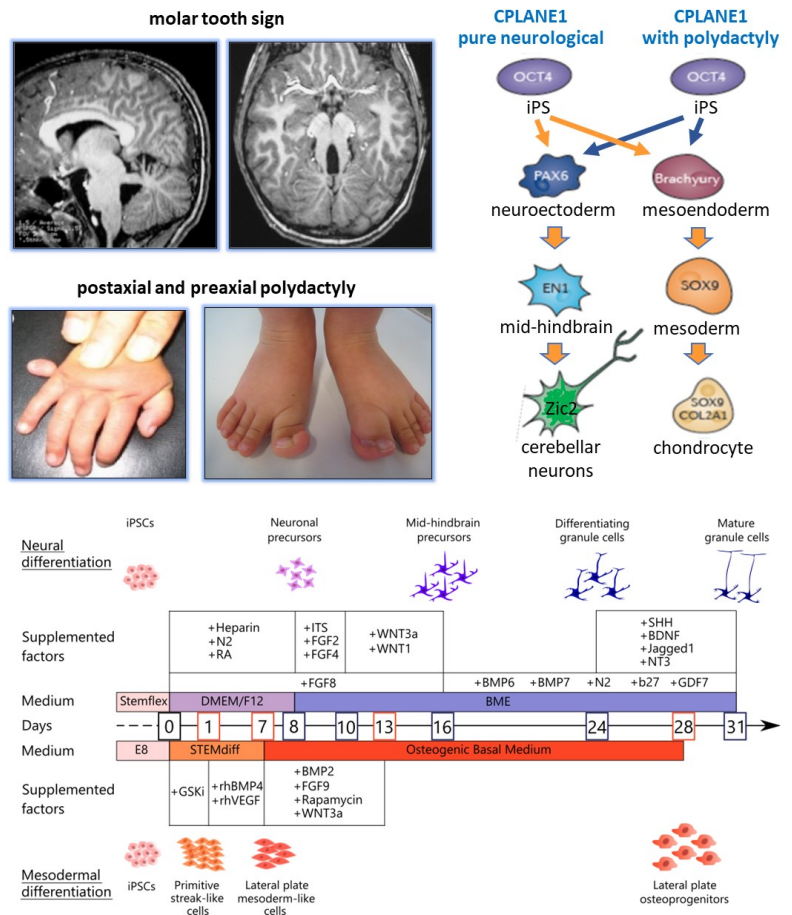 molar tooth sign
postaxial and preaxial polydactyly
CPLANE1
pure neurological
CPLANE1
with polydactyly
OCT4
iPS
OCT4
iPS
PAX6
neuroectoderm
Brachyury
mesoendoderm
EN1
mid-hindbrain
SOX9
mesoderm
Zic2
cerebellar
neurons
SOX9
COL2A1
chondrocyte
Neural
differentiation
iPSCs
Neuronal
precursors
Mid-hindbrain
precursors
Differentiating
granule cells
Mature
granule cells
Supplemented
factors
+Heparin
+N2
+RA
+ITS
+FGF2
+FGF4
+WNT3a
+WNT1
+SHH
+BDNF
+Jagged1
+NT3
+FGF8
+BMP6 +BMP7 +N2 +b27 +GDF7
Medium Stemflex DMEM/F12 BME
Days 0 1 7 8 10 13 16 24 28 31
Medium E8 STEMdiff Osteogenic Basal Medium
Supplemented
factors
+GSKi
+rhBMP4
+rhVEGF
+BMP2
+FGF9
+Rapamycin
+WNT3a
Mesodermal
differentiation
iPSCs
Primitive
streak-like
cells
Lateral plate
mesoderm-like
cells
Lateral plate
osteoprogenitors